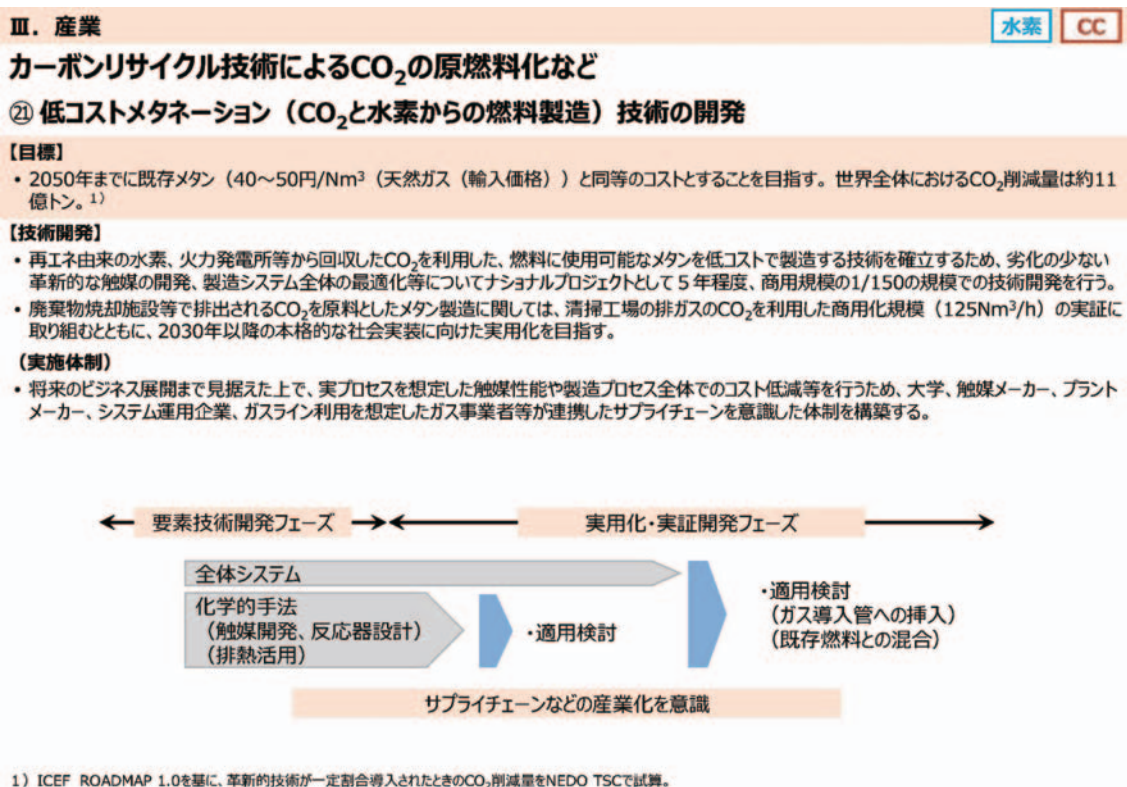 Ⅲ．産業
水素 CC
カーボンリサイクル技術によるCO₂の原燃料化など
㉑ 低コストメタネーション（CO₂と水素からの燃料製造）技術の開発
【目標】
• 2050年までに既存メタン（40～50円/Nm³（天然ガス（輸入価格））と同等のコストとすることを目指す。世界全体におけるCO₂削減量は約11
億トン。¹⁾
【技術開発】
• 再エネ由来の水素、火力発電所等から回収したCO₂を利用した、燃料に使用可能なメタンを低コストで製造する技術を確立するため、劣化の少ない
革新的な触媒の開発、製造システム全体の最適化等についてナショナルプロジェクトとして５年程度、商用規模の1/150の規模での技術開発を行う。
• 廃棄物焼却施設等で排出されるCO₂を原料としたメタン製造に関しては、清掃工場の排ガスのCO₂を利用した商用化規模（125Nm³/h）の実証に
取り組むとともに、2030年以降の本格的な社会実装に向けた実用化を目指す。
（実施体制）
• 将来のビジネス展開まで見据えた上で、実プロセスを想定した触媒性能や製造プロセス全体でのコスト低減等を行うため、大学、触媒メーカー、プラント
メーカー、システム運用企業、ガスライン利用を想定したガス事業者等が連携したサプライチェーンを意識した体制を構築する。
要素技術開発フェーズ 実用化・実証開発フェーズ
全体システム
化学的手法
（触媒開発、反応器設計）
（排熱活用）
・適用検討
・適用検討
（ガス導入管への挿入）
（既存燃料との混合）
サプライチェーンなどの産業化を意識
1）ICEF ROADMAP 1.0を基に、革新的技術が一定割合導入されたときのCO₂削減量をNEDO TSCで試算。